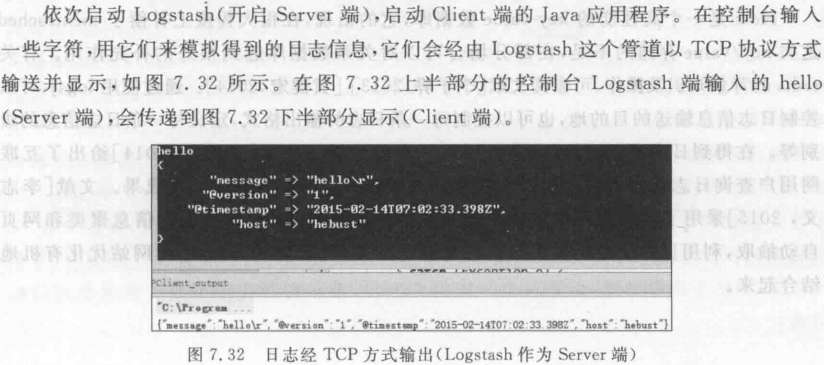 依次启动 Logstash(开启 Server 端),启动 Client 端的 Java 应用程序。在控制台输入
一些字符,用它们来模拟得到的日志信息,它们会经由 Logstash 这个管道以 TCP 协议方式
输送并显示,如图 7.32 所示。在图 7.32 上半部分的控制台 Logstash 端输入的 hello
(Server 端),会传递到图 7.32 下半部分显示(Client 端)。
hello
{
"message" => "hello\r",
"@version" => "1",
"@timestamp" => "2015-02-14T07:02:33.398Z",
"host" => "hebust"
}
PClient_output
"C:\Program ...
{"message":"hello\r","@version":"1","@timestamp":"2015-02-14T07:02:33.398Z","host":"hebust"}
图 7.32 日志经 TCP 方式输出(Logstash 作为 Server 端)